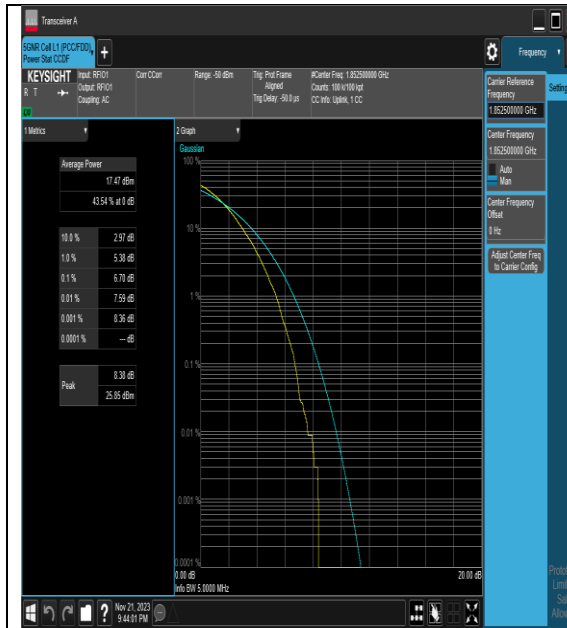 Transceiver A
5GNR Cell L1 (PCC/FDD),
Power Stat CCDF
+
Frequency
KEYSIGHT
R T
Input: RFIO1
Output: RFIO1
Coupling: AC
Corr CCorr
Range: -50 dBm
Trig: Prot Frame
Aligned
Trig Delay: -50.0 µs
#Center Freq: 1.852500000 GHz
Counts: 100 k/100 kpt
CC Info: Uplink, 1 CC
Carrier Reference
Frequency
1.852500000 GHz
Setting
Center Frequency
1.852500000 GHz
Auto
Man
Center Frequency
Offset
0 Hz
Adjust Center Freq
to Carrier Config
1 Metrics
Average Power
17.47 dBm
43.54 % at 0 dB
10.0 % 2.97 dB
1.0 % 5.38 dB
0.1 % 6.70 dB
0.01 % 7.59 dB
0.001 % 8.36 dB
0.0001 % --- dB
Peak
8.38 dB
25.85 dBm
2 Graph
Gaussian
100 %
10 %
1 %
0.1 %
0.01 %
0.001 %
0.0001 %
0.00 dB
20.00 dB
Info BW 5.0000 MHz
?
Nov 21, 2023
9:44:01 PM
Proto
Limi
Sal
Allow